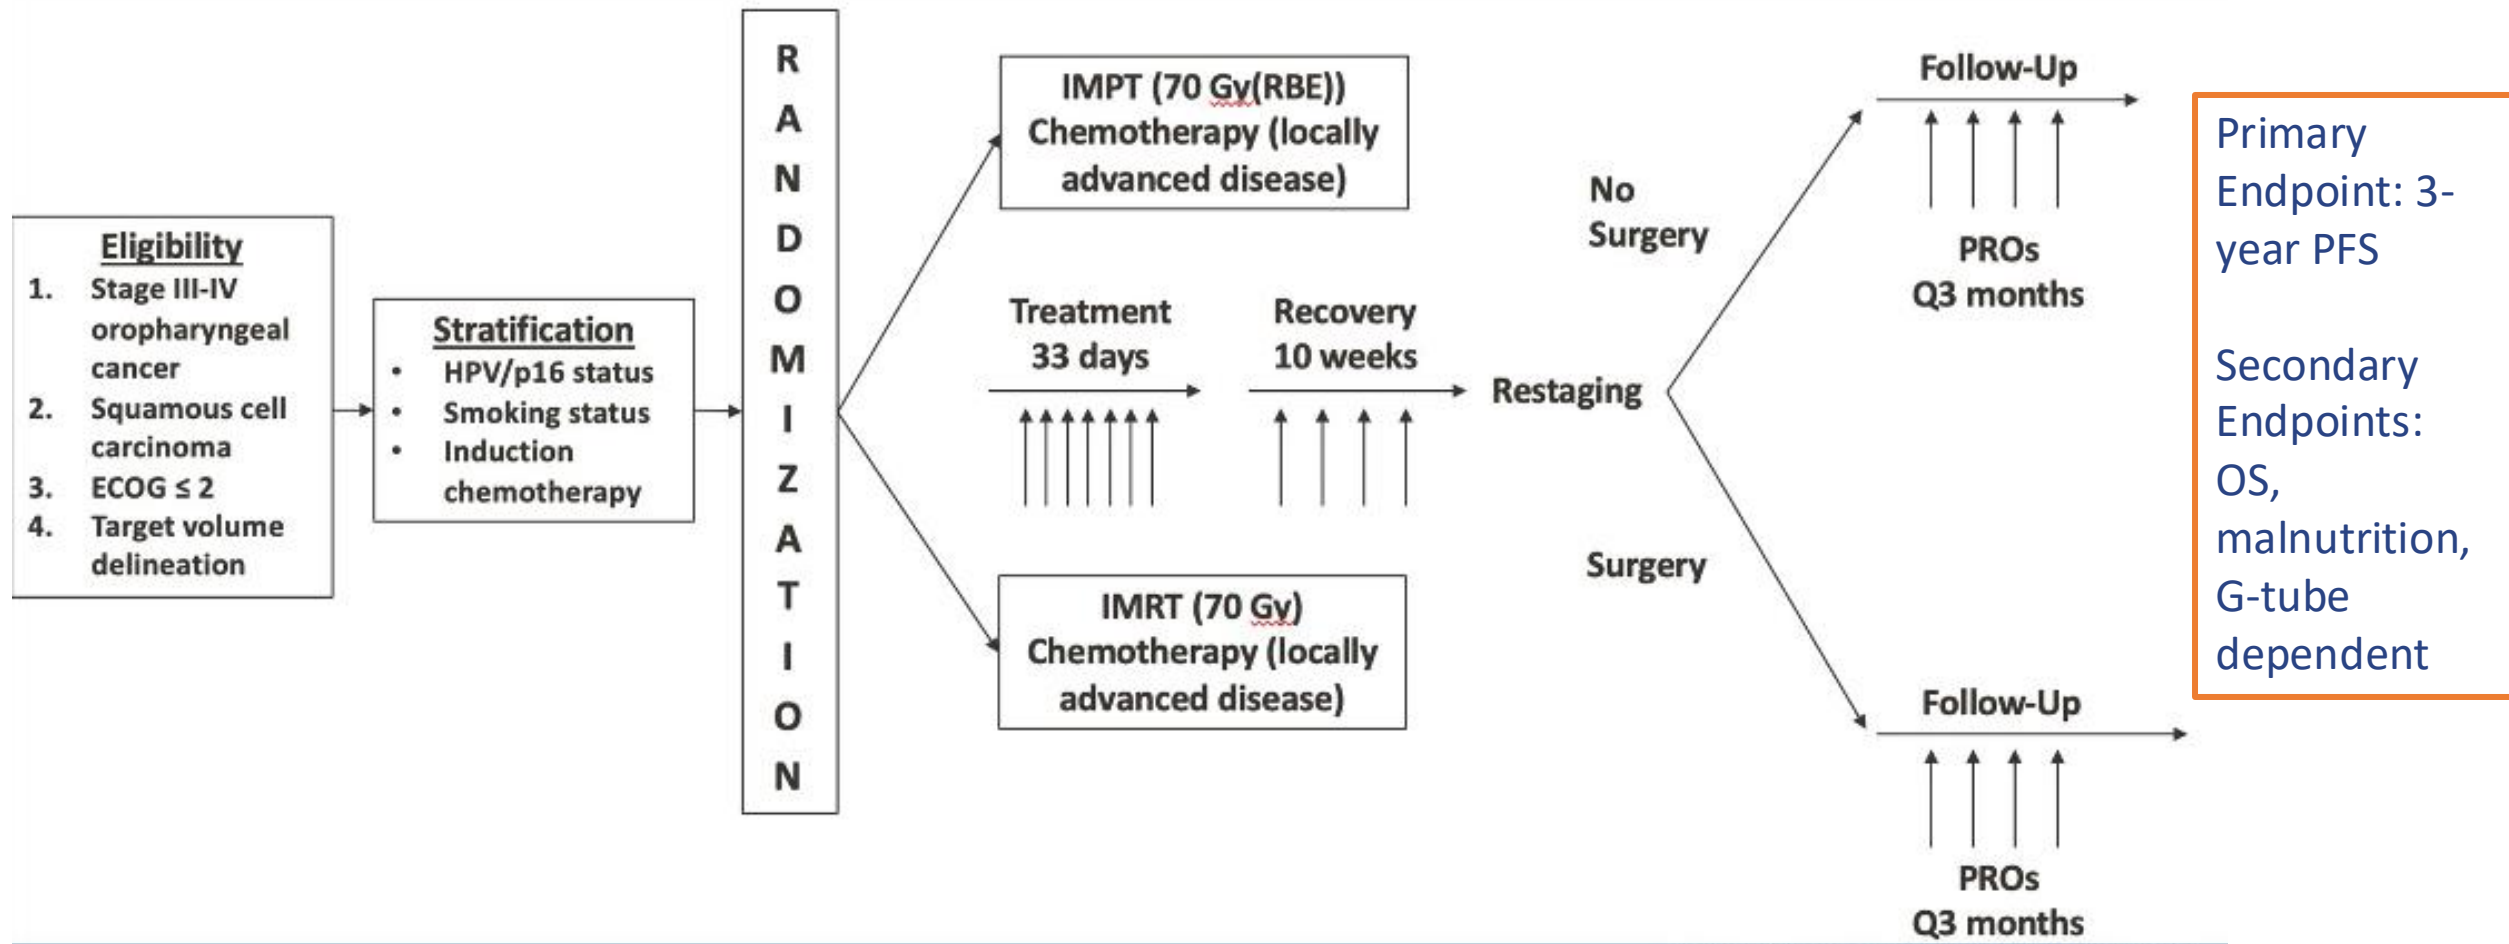 Eligibility
1. Stage III-IV
oropharyngeal
cancer
2. Squamous cell
carcinoma
3. ECOG ≤ 2
4. Target volume
delineation
Stratification
• HPV/p16 status
• Smoking status
• Induction
chemotherapy
R
A
N
D
O
M
I
Z
A
T
I
O
N
IMPT (70 Gy(RBE))
Chemotherapy (locally
advanced disease)
Treatment
33 days
Recovery
10 weeks
IMRT (70 Gy)
Chemotherapy (locally
advanced disease)
Restaging
No
Surgery
Surgery
Follow-Up
PROs
Q3 months
Follow-Up
PROs
Q3 months
Primary
Endpoint: 3-
year PFS
Secondary
Endpoints:
OS,
malnutrition,
G-tube
dependent